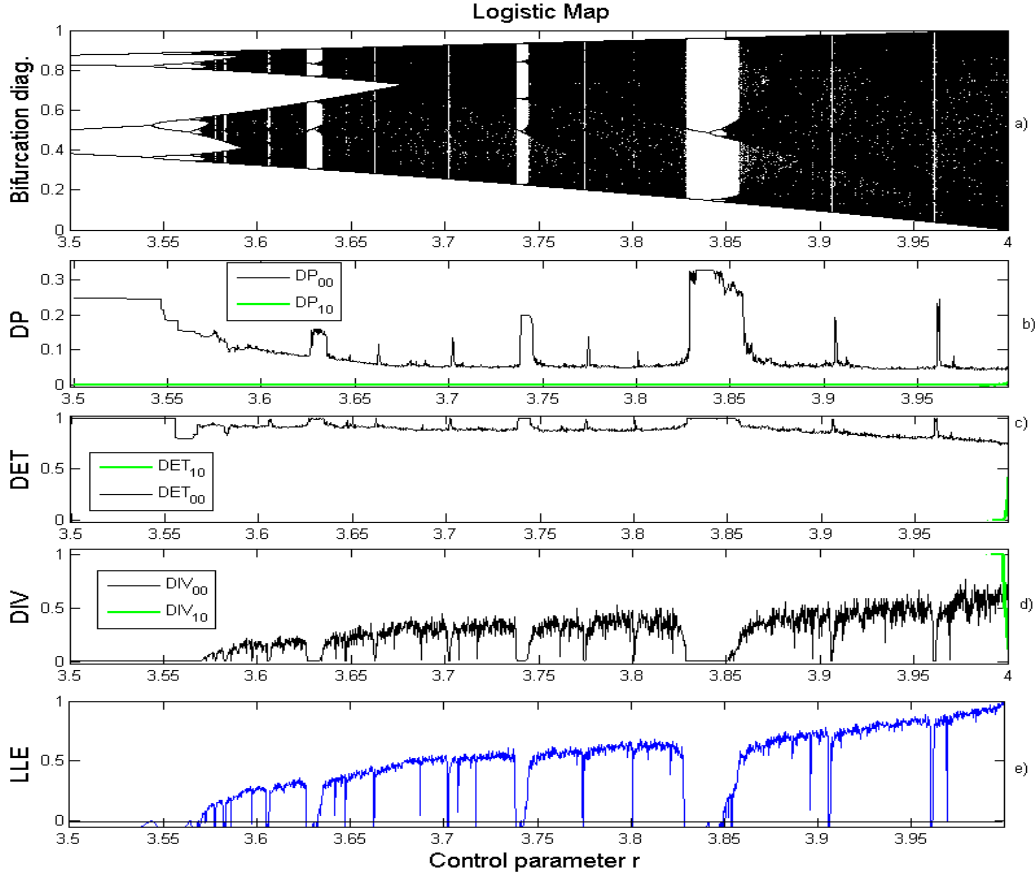 Logistic Map
Bifurcation diag.
1
0.8
0.6
0.4
0.2
0
a)
3.5 3.55 3.6 3.65 3.7 3.75 3.8 3.85 3.9 3.95 4
DP
0.3
0.2
0.1
0
DP00
DP10
b)
3.5 3.55 3.6 3.65 3.7 3.75 3.8 3.85 3.9 3.95
DET
1
0.5
0
DET10
DET00
c)
3.5 3.55 3.6 3.65 3.7 3.75 3.8 3.85 3.9 3.95
DIV
1
0.5
0
DIV00
DIV10
d)
3.5 3.55 3.6 3.65 3.7 3.75 3.8 3.85 3.9 3.95 4
LLE
1
0.5
0
e)
3.5 3.55 3.6 3.65 3.7 3.75 3.8 3.85 3.9 3.95
Control parameter r